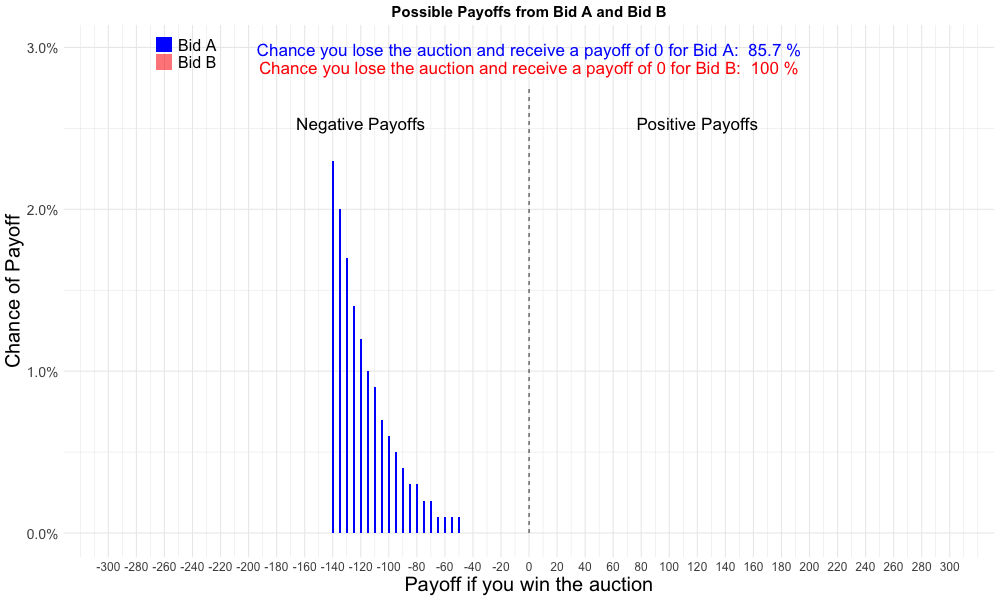 Possible Payoffs from Bid A and Bid B
Bid A
Bid B
Chance you lose the auction and receive a payoff of 0 for Bid A:  85.7 %
Chance you lose the auction and receive a payoff of 0 for Bid B:  100 %
Negative Payoffs
Positive Payoffs
Chance of Payoff
3.0%
2.0%
1.0%
0.0%
-300 -280 -260 -240 -220 -200 -180 -160 -140 -120 -100 -80 -60 -40 -20 0 20 40 60 80 100 120 140 160 180 200 220 240 260 280 300
Payoff if you win the auction